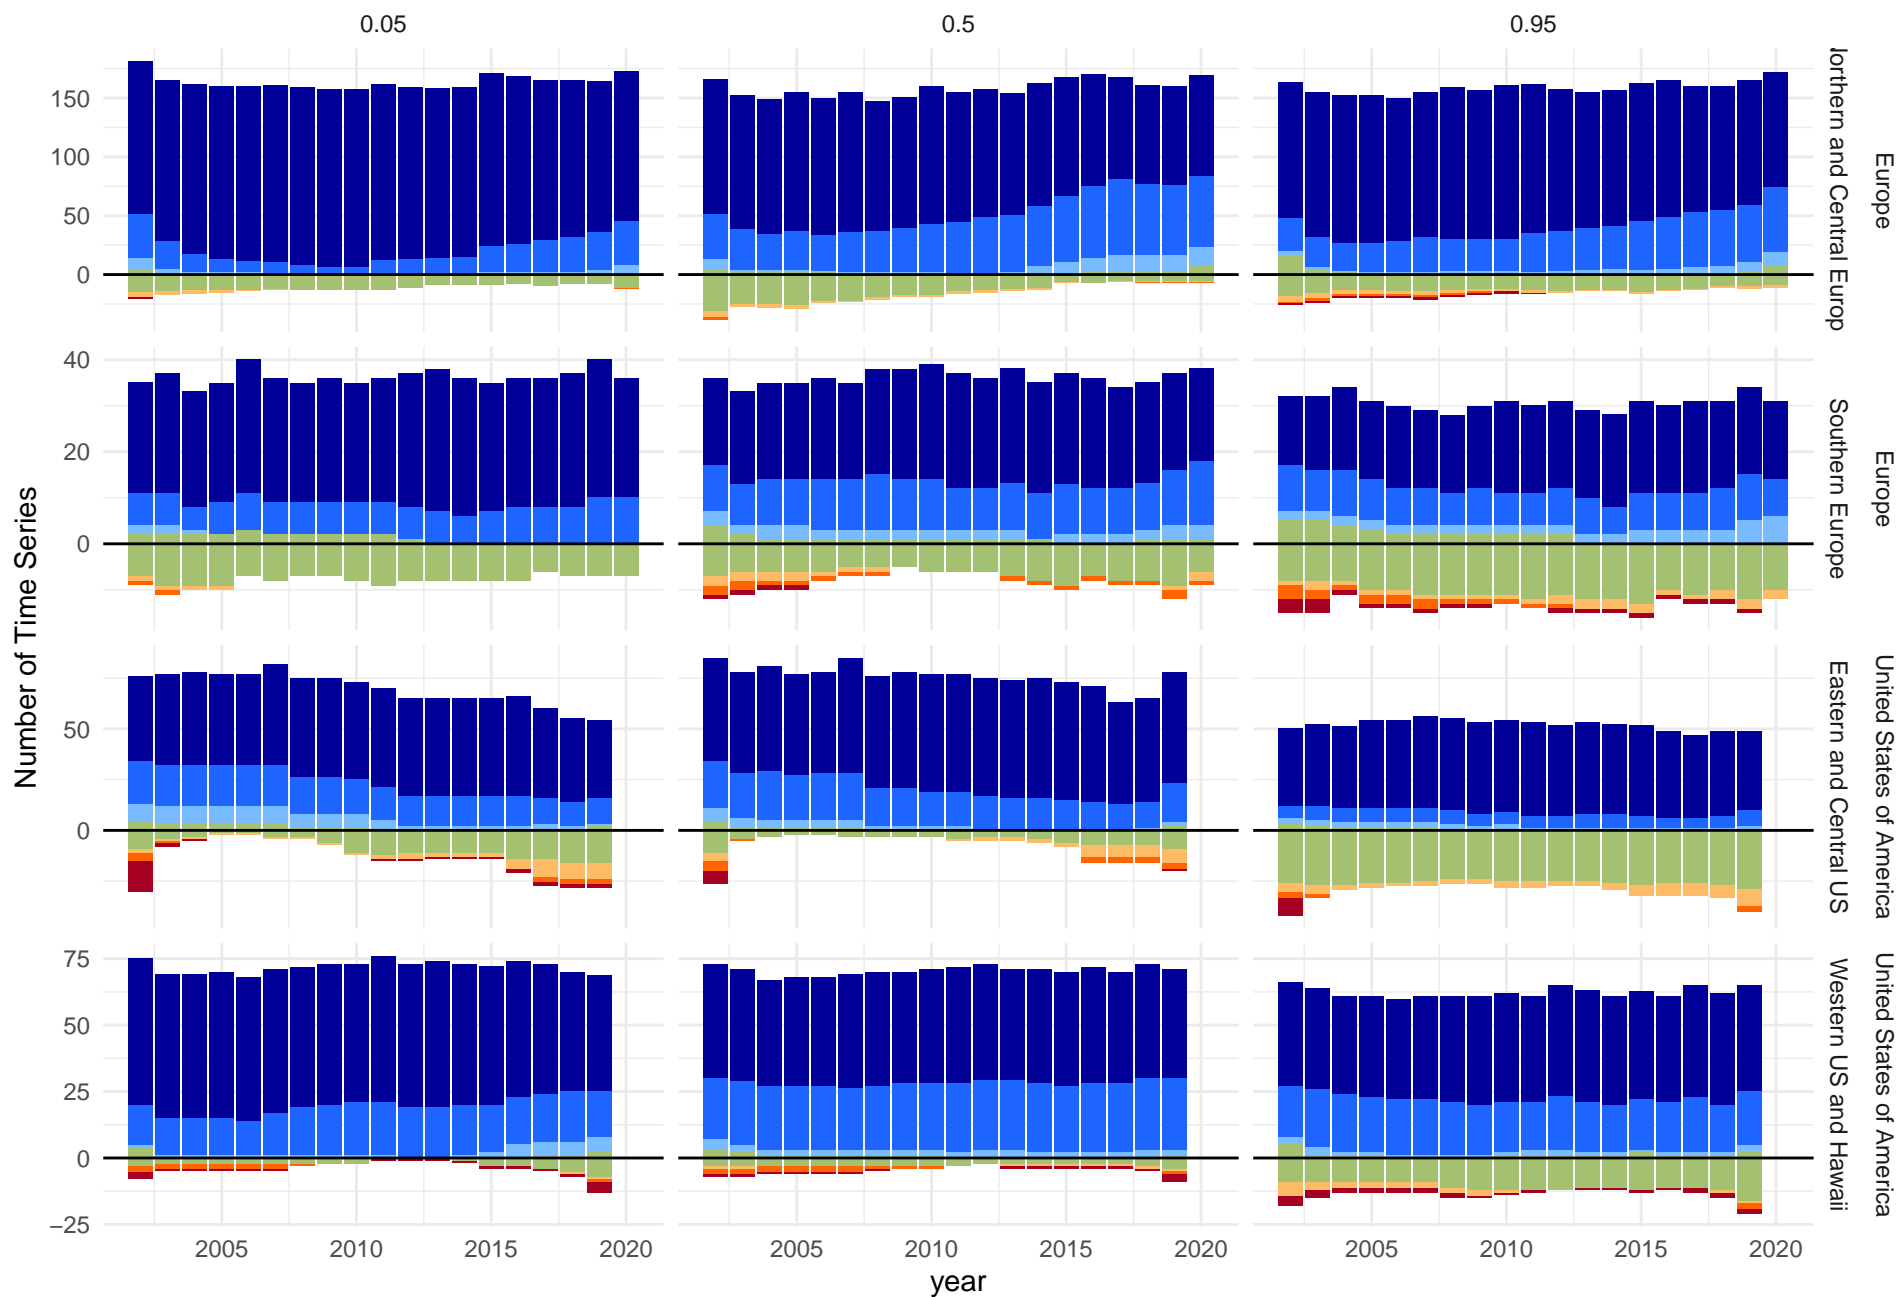 0.05 0.5 0.95
150
100
50
0
Northern and Central Europ
Europe
40
20
0
Southern Europe
Europe
50
0
Eastern and Central US
United States of America
75
50
25
0
−25
Western US and Hawaii
United States of America
2005 2010 2015 2020 2005 2010 2015 2020 2005 2010 2015 2020
year
Number of Time Series